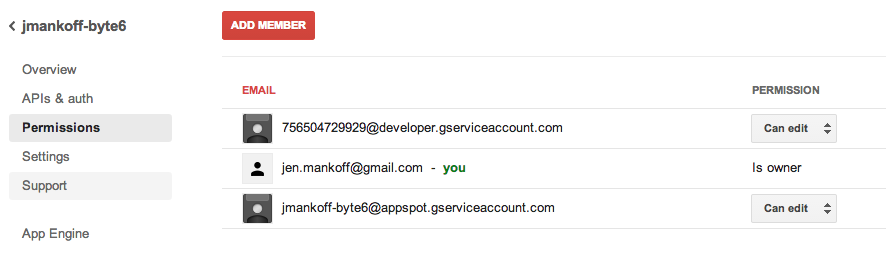 jmankoff-byte6
ADD MEMBER
Overview
APIs & auth
Permissions
Settings
Support
App Engine
EMAIL PERMISSION
756504729929@developer.gserviceaccount.com Can edit
jen.mankoff@gmail.com - you Is owner
jmankoff-byte6@appspot.gserviceaccount.com Can edit